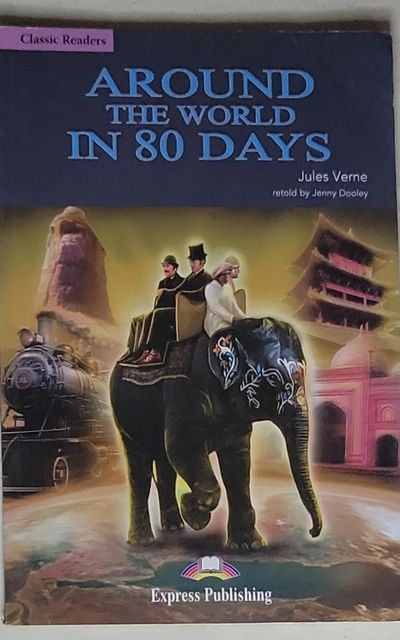 Classic Readers
AROUND
THE WORLD
IN 80 DAYS
Jules Verne
retold by Jenny Dooley
Express Publishing